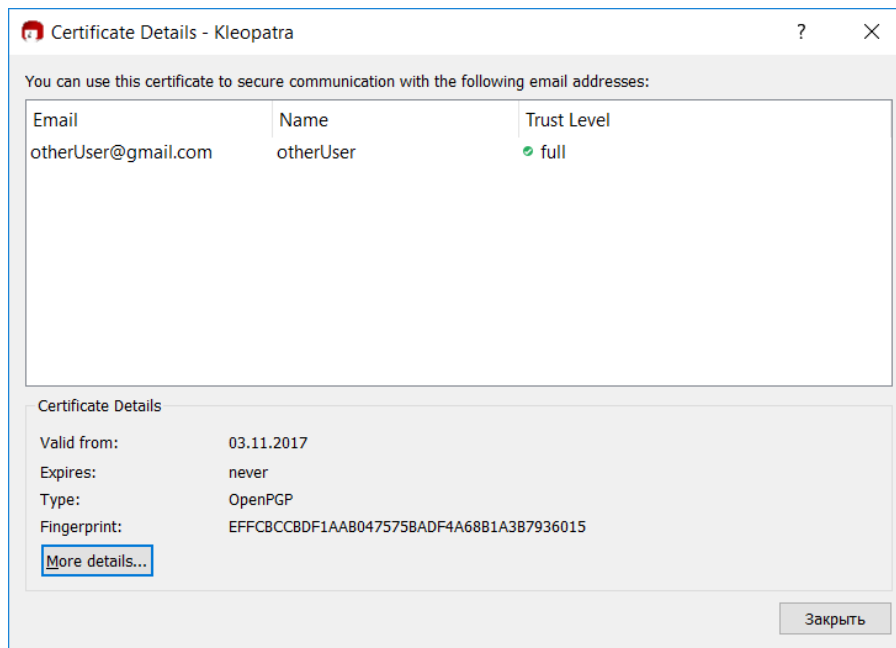 Certificate Details - Kleopatra ?
You can use this certificate to secure communication with the following email addresses:
Email Name Trust Level
otherUser@gmail.com otherUser full
Certificate Details
Valid from: 03.11.2017
Expires: never
Type: OpenPGP
Fingerprint: EFFCBCCBDF1AAB047575BADF4A68B1A3B7936015
More details...
Закрыть